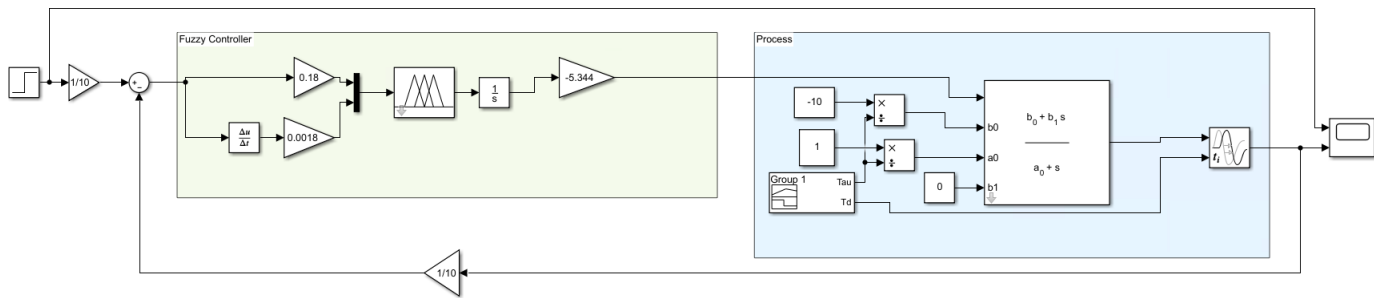 Fuzzy Controller
Process
1/10
+
−
0.18
Δu
Δt
0.0018
1
s
-5.344
-10
×
÷
1
×
÷
Group 1
Tau
Td
0
b0
a0
b1
b₀ + b₁ s
a₀ + s
tᵢ
1/10